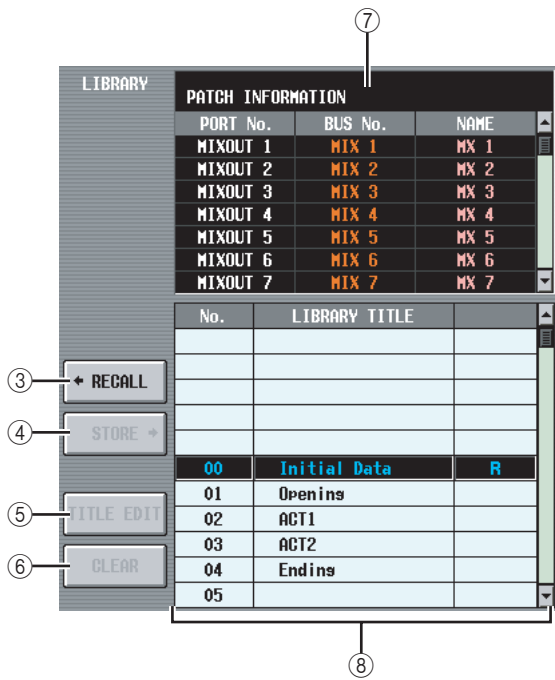 ⑦
LIBRARY
PATCH INFORMATION
PORT No. BUS No. NAME
MIXOUT 1 MIX 1 MX 1
MIXOUT 2 MIX 2 MX 2
MIXOUT 3 MIX 3 MX 3
MIXOUT 4 MIX 4 MX 4
MIXOUT 5 MIX 5 MX 5
MIXOUT 6 MIX 6 MX 6
MIXOUT 7 MIX 7 MX 7
No. LIBRARY TITLE
③ RECALL
④ STORE
00 Initial Data R
01 Opening
⑤ TITLE EDIT
02 ACT1
03 ACT2
⑥ CLEAR
04 Ending
05
⑧